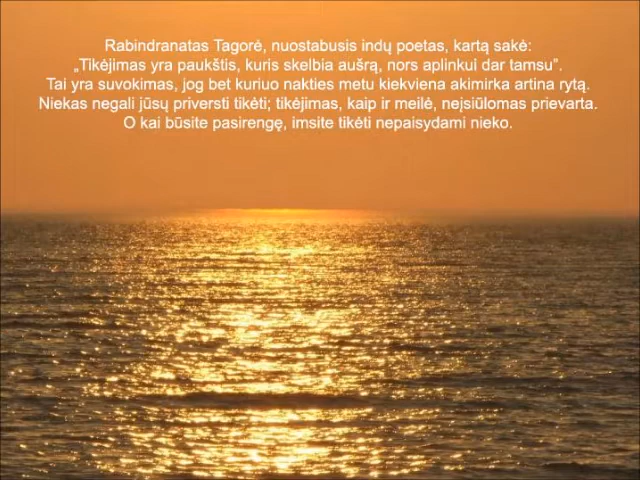 Rabindranatas Tagorė, nuostabusis indų poetas, kartą sakė:
„Tikėjimas yra paukštis, kuris skelbia aušrą, nors aplinkui dar tamsu”.
Tai yra suvokimas, jog bet kuriuo nakties metu kiekviena akimirka artina rytą.
Niekas negali jūsų priversti tikėti; tikėjimas, kaip ir meilė, neįsiūlomas prievarta.
O kai būsite pasirengę, imsite tikėti nepaisydami nieko.